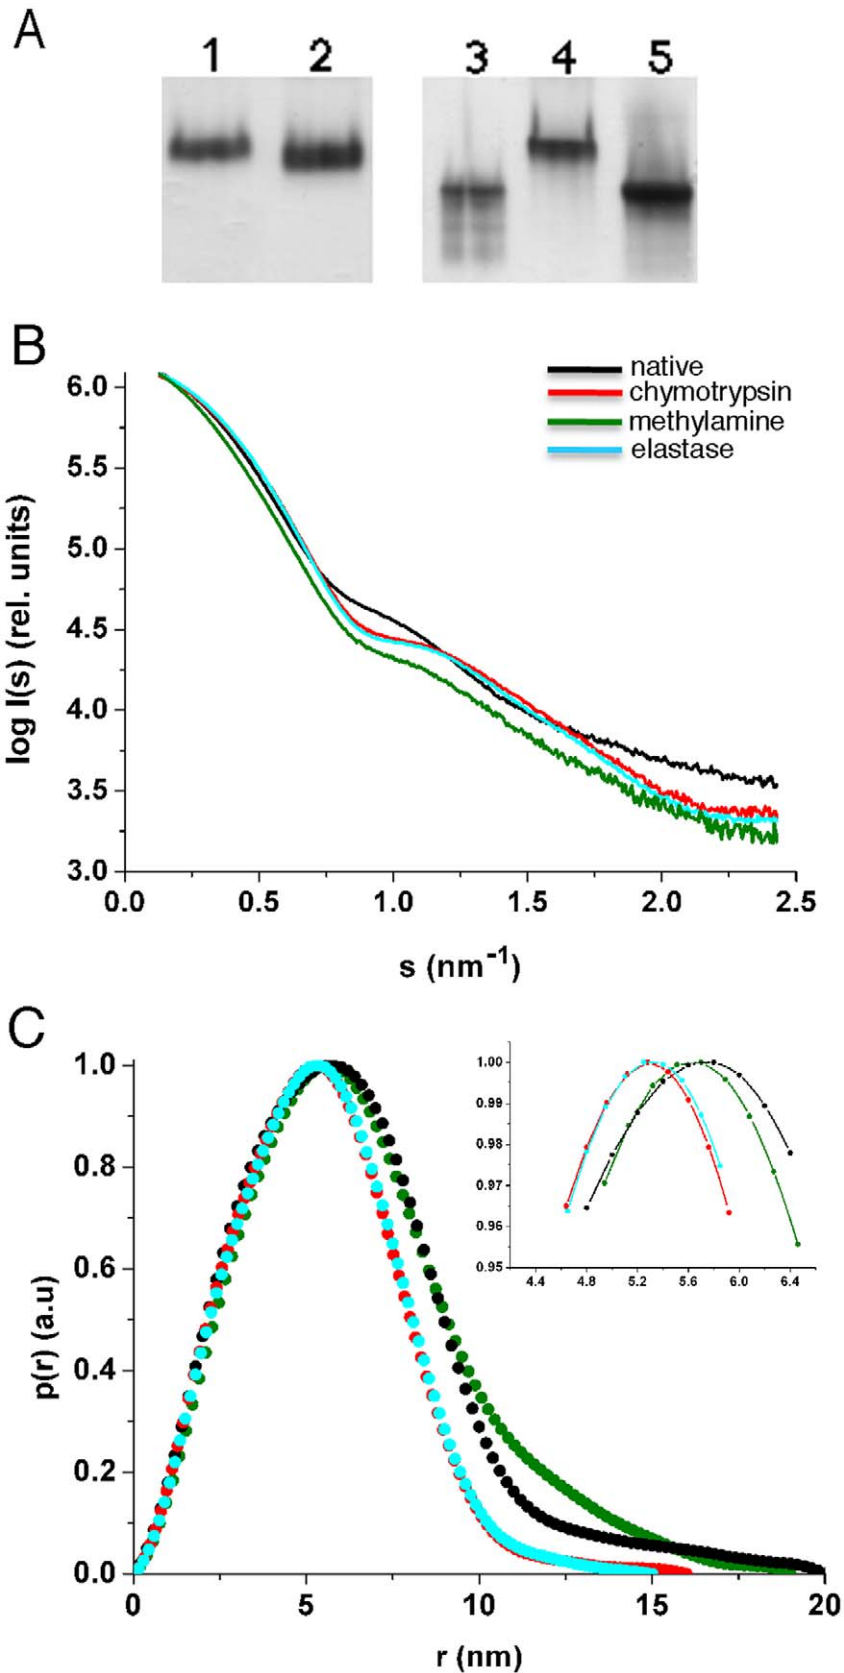 A
1 2 3 4 5
B
native
chymotrypsin
methylamine
elastase
6.0
5.5
5.0
4.5
4.0
3.5
3.0
log I(s) (rel. units)
0.0 0.5 1.0 1.5 2.0 2.5
s (nm-1)
C
1.0
0.8
0.6
0.4
0.2
0.0
p(r) (a.u)
1.00
0.99
0.98
0.97
0.96
0.95
4.4 4.8 5.2 5.6 6.0 6.4
0 5 10 15 20
r (nm)